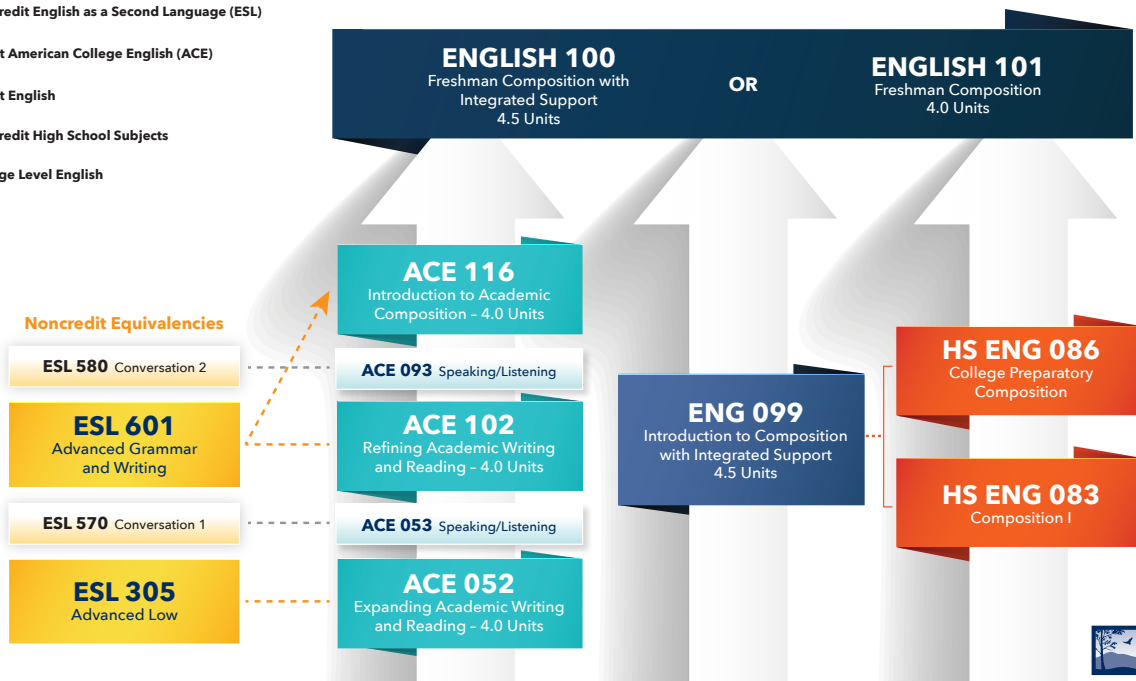 redit English as a Second Language (ESL)
t American College English (ACE)
t English
redit High School Subjects
ge Level English
ENGLISH 100
Freshman Composition with
Integrated Support
4.5 Units
OR
ENGLISH 101
Freshman Composition
4.0 Units
Noncredit Equivalencies
ESL 580 Conversation 2
ESL 601
Advanced Grammar
and Writing
ESL 570 Conversation 1
ESL 305
Advanced Low
ACE 116
Introduction to Academic
Composition – 4.0 Units
ACE 093 Speaking/Listening
ACE 102
Refining Academic Writing
and Reading – 4.0 Units
ACE 053 Speaking/Listening
ACE 052
Expanding Academic Writing
and Reading – 4.0 Units
ENG 099
Introduction to Composition
with Integrated Support
4.5 Units
HS ENG 086
College Preparatory
Composition
HS ENG 083
Composition I